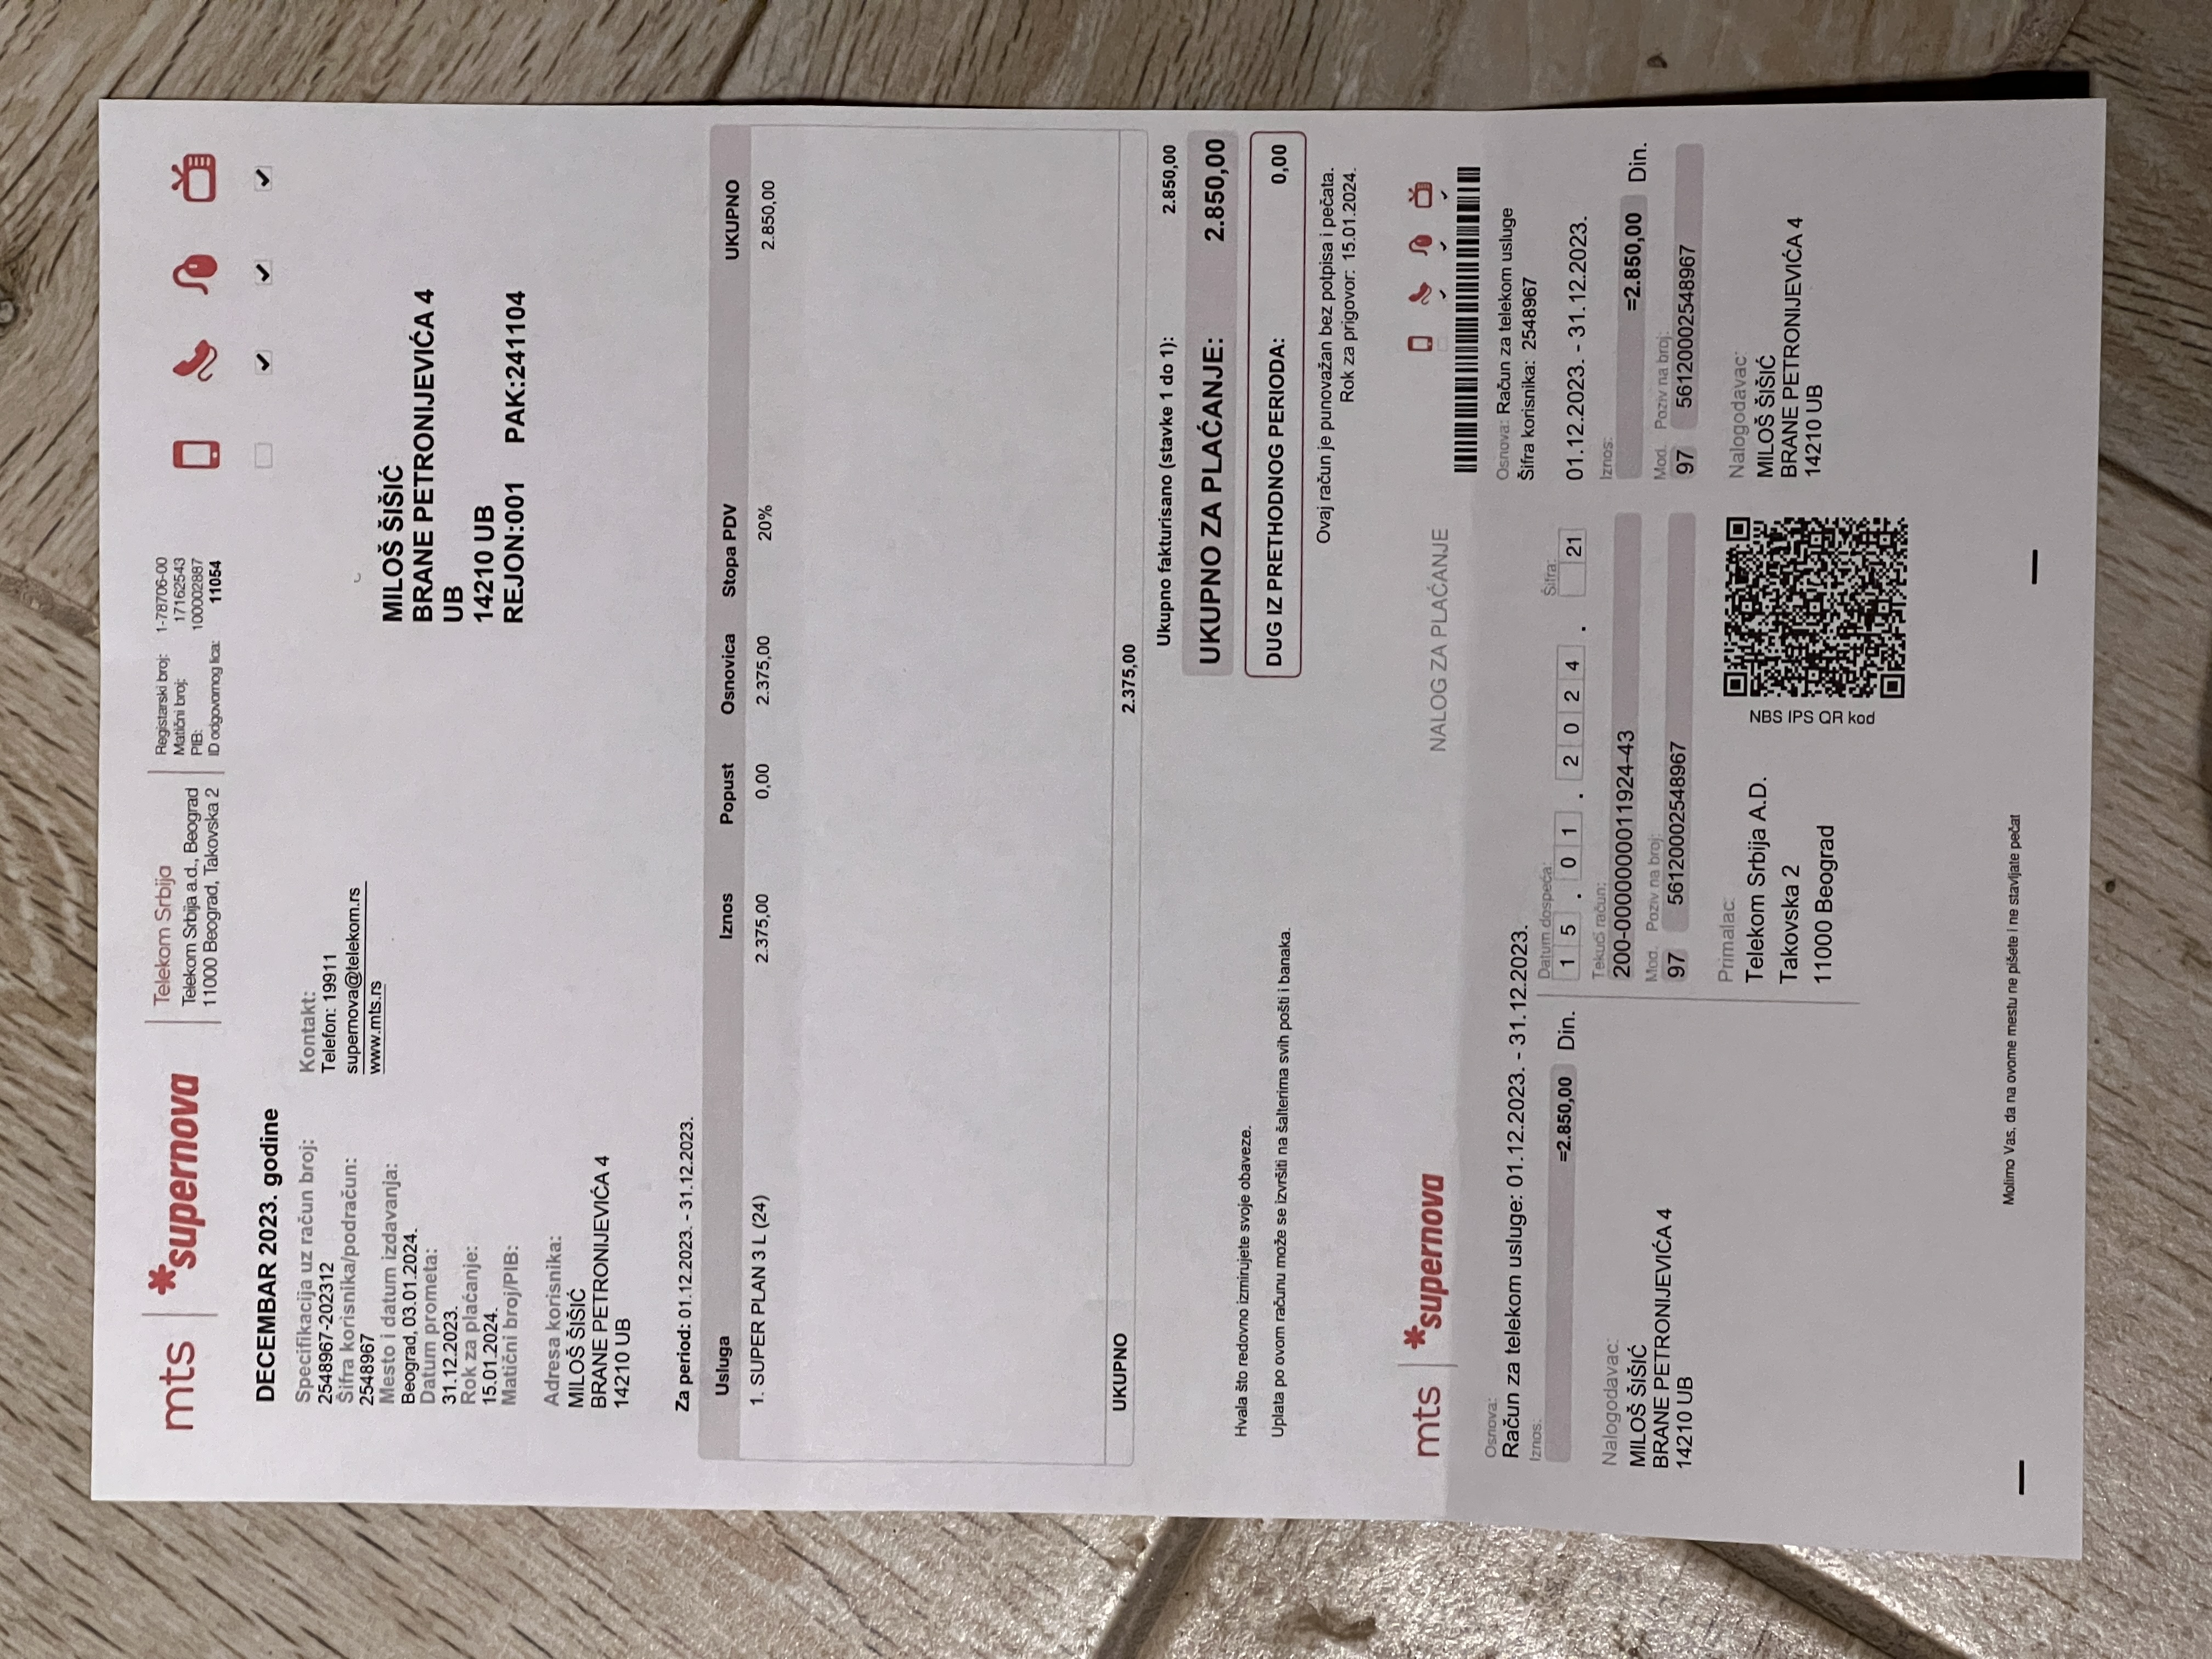 mts
supernova
Telekom Srbija
Telekom Srbija a.d., Beograd
11000 Beograd, Takovska 2
Registarski broj: 1-78706-00
Matični broj: 17162543
PIB: 100002887
ID odgovornog lica: 11054
DECEMBAR 2023. godine
Specifikacija uz račun broj:
2548967-202312
Šifra korisnika/podračun:
2548967
Mesto i datum izdavanja:
Beograd, 03.01.2024.
Datum prometa:
31.12.2023.
Rok za plaćanje:
15.01.2024.
Matični broj/PIB:
Kontakt:
Telefon: 19911
supernova@telekom.rs
www.mts.rs
MILOŠ ŠIŠIĆ
BRANE PETRONIJEVIĆA 4
UB
14210 UB
REJON:001 PAK:241104
Adresa korisnika:
MILOŠ ŠIŠIĆ
BRANE PETRONIJEVIĆA 4
14210 UB
Za period: 01.12.2023. - 31.12.2023.
Usluga Iznos Popust Osnovica Stopa PDV UKUPNO
1. SUPER PLAN 3 L (24) 2.375,00 0,00 2.375,00 20% 2.850,00
UKUPNO 2.375,00
Ukupno fakturisano (stavke 1 do 1): 2.850,00
UKUPNO ZA PLAĆANJE: 2.850,00
Hvala što redovno izmirujete svoje obaveze.
Uplata po ovom računu može se izvršiti na šalterima svih pošti i banaka.
DUG IZ PRETHODNOG PERIODA: 0,00
Ovaj račun je punovažan bez potpisa i pečata.
Rok za prigovor: 15.01.2024.
mts
supernova
NALOG ZA PLAĆANJE
Osnova:
Račun za telekom usluge: 01.12.2023. - 31.12.2023.
Iznos:
=2.850,00 Din.
Nalogodavac:
MILOŠ ŠIŠIĆ
BRANE PETRONIJEVIĆA 4
14210 UB
Datum dospeća:
15.01.2024.
Šifra:
21
Tekući račun:
200-0000000011924-43
Mod. Poziv na broj:
97 56120002548967
Primalac:
Telekom Srbija A.D.
Takovska 2
11000 Beograd
NBS IPS QR kod
Osnova: Račun za telekom usluge
Šifra korisnika: 2548967
01.12.2023. - 31.12.2023.
Iznos:
=2.850,00 Din.
Mod. Poziv na broj:
97 56120002548967
Nalogodavac:
MILOŠ ŠIŠIĆ
BRANE PETRONIJEVIĆA 4
14210 UB
Molimo Vas, da na ovome mestu ne pišete i ne stavljate pečat